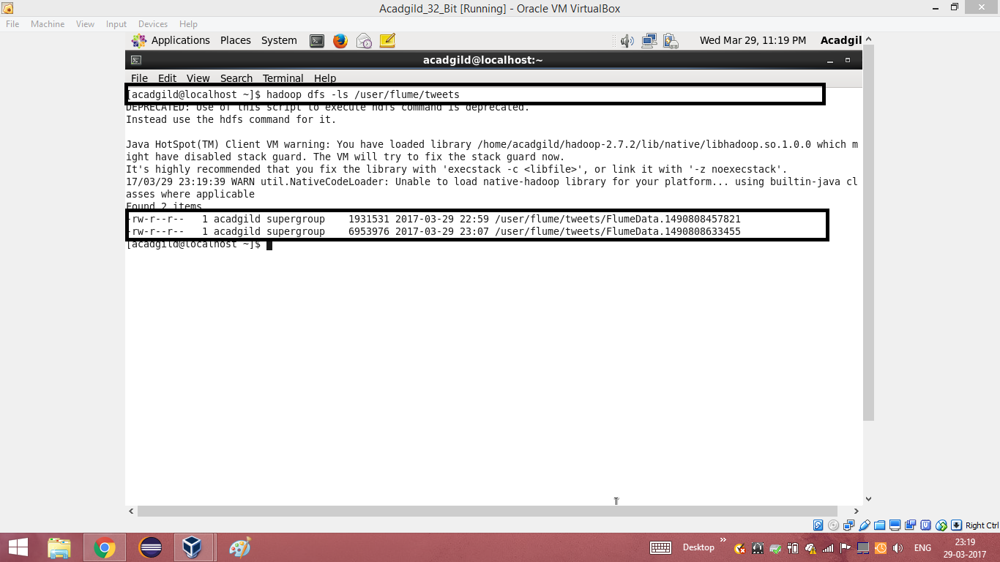 Acadgild_32_Bit [Running] - Oracle VM VirtualBox
File Machine View Input Devices Help
Applications Places System Wed Mar 29, 11:19 PM Acadgil
acadgild@localhost:~
File Edit View Search Terminal Help
[acadgild@localhost ~]$ hadoop dfs -ls /user/flume/tweets
DEPRECATED: Use of this script to execute hdfs command is deprecated.
Instead use the hdfs command for it.
Java HotSpot(TM) Client VM warning: You have loaded library /home/acadgild/hadoop-2.7.2/lib/native/libhadoop.so.1.0.0 which m
ight have disabled stack guard. The VM will try to fix the stack guard now.
It's highly recommended that you fix the library with 'execstack -c <libfile>', or link it with '-z noexecstack'.
17/03/29 23:19:39 WARN util.NativeCodeLoader: Unable to load native-hadoop library for your platform... using builtin-java cl
asses where applicable
Found 2 items
-rw-r--r-- 1 acadgild supergroup 1931531 2017-03-29 22:59 /user/flume/tweets/FlumeData.1490808457821
-rw-r--r-- 1 acadgild supergroup 6953976 2017-03-29 23:07 /user/flume/tweets/FlumeData.1490808633455
[acadgild@localhost ~]$
Right Ctrl
Desktop » ENG 23:19
29-03-2017